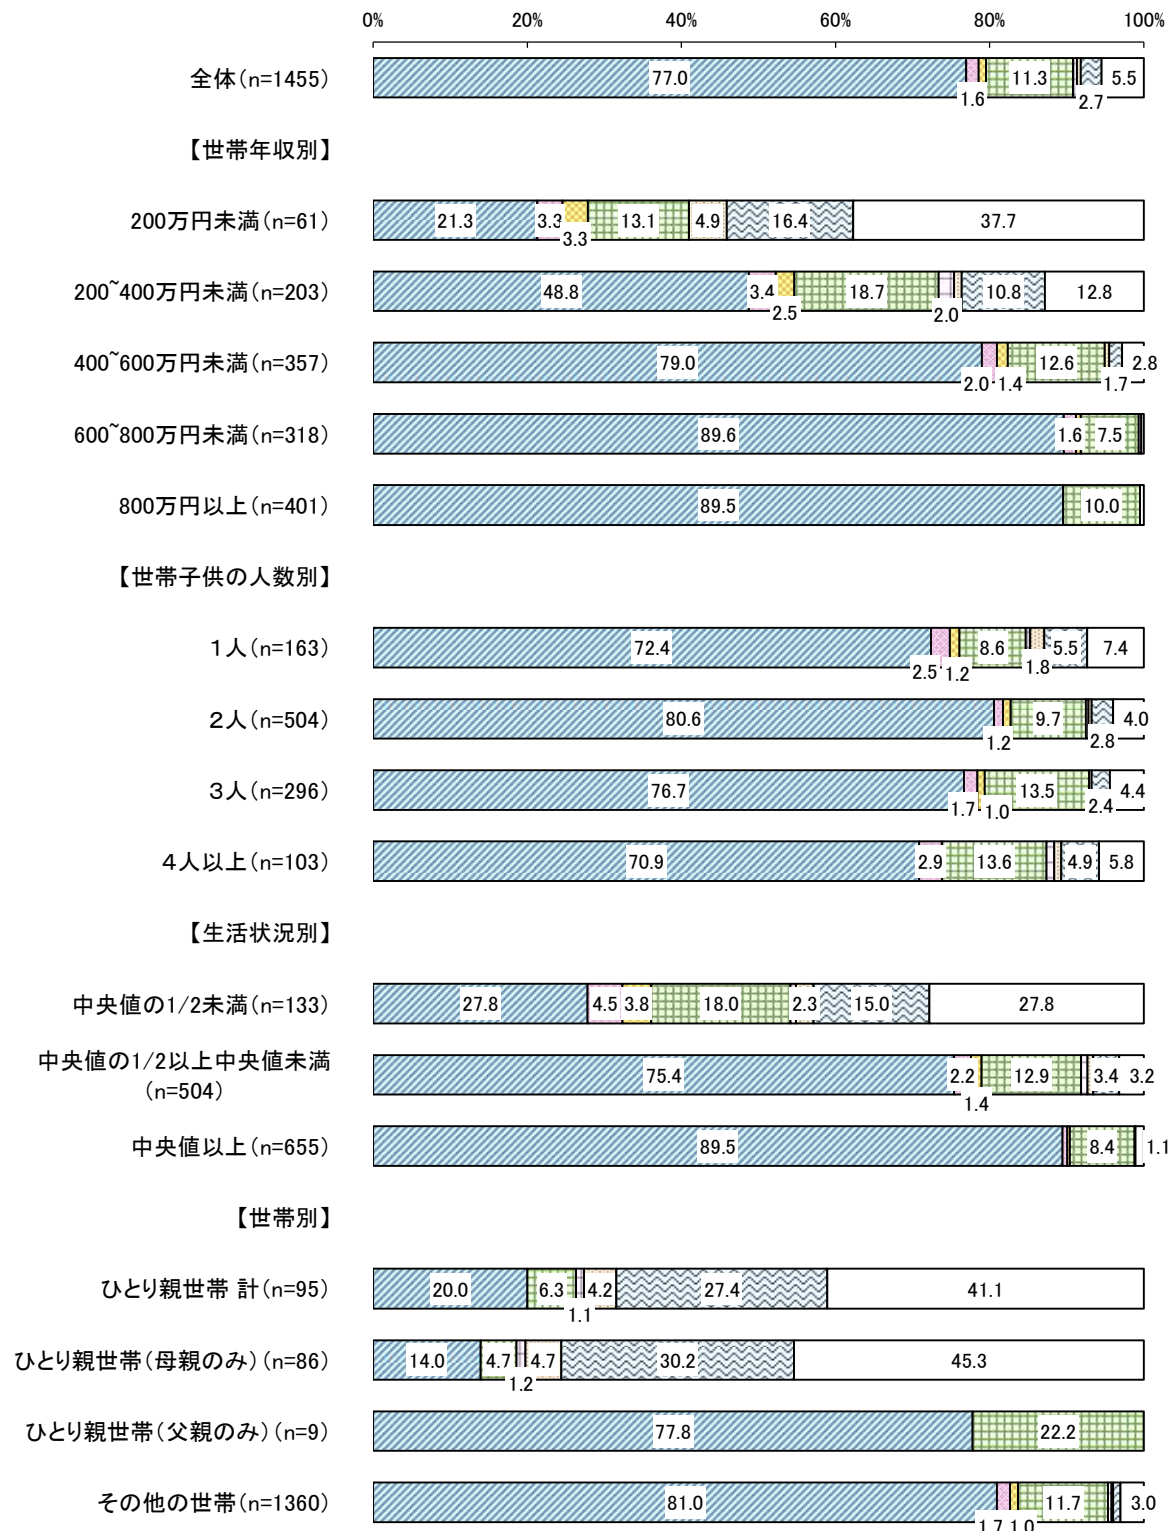 0% 20% 40% 60% 80% 100%
全体(n=1455) 77.0 1.6 11.3 2.7 5.5
【世帯年収別】
200万円未満(n=61) 21.3 3.3 3.3 13.1 4.9 16.4 37.7
200~400万円未満(n=203) 48.8 3.4 2.5 18.7 2.0 10.8 12.8
400~600万円未満(n=357) 79.0 2.0 1.4 12.6 1.7 2.8
600~800万円未満(n=318) 89.6 1.6 7.5
800万円以上(n=401) 89.5 10.0
【世帯子供の人数別】
1人(n=163) 72.4 2.5 1.2 8.6 1.8 5.5 7.4
2人(n=504) 80.6 1.2 9.7 2.8 4.0
3人(n=296) 76.7 1.7 1.0 13.5 2.4 4.4
4人以上(n=103) 70.9 2.9 13.6 4.9 5.8
【生活状況別】
中央値の1/2未満(n=133) 27.8 4.5 3.8 18.0 2.3 15.0 27.8
中央値の1/2以上中央値未満
(n=504) 75.4 2.2 1.4 12.9 3.4 3.2
中央値以上(n=655) 89.5 8.4 1.1
【世帯別】
ひとり親世帯 計(n=95) 20.0 6.3 1.1 4.2 27.4 41.1
ひとり親世帯(母親のみ)(n=86) 14.0 4.7 1.2 4.7 30.2 45.3
ひとり親世帯(父親のみ)(n=9) 77.8 22.2
その他の世帯(n=1360) 81.0 1.7 1.0 11.7 3.0